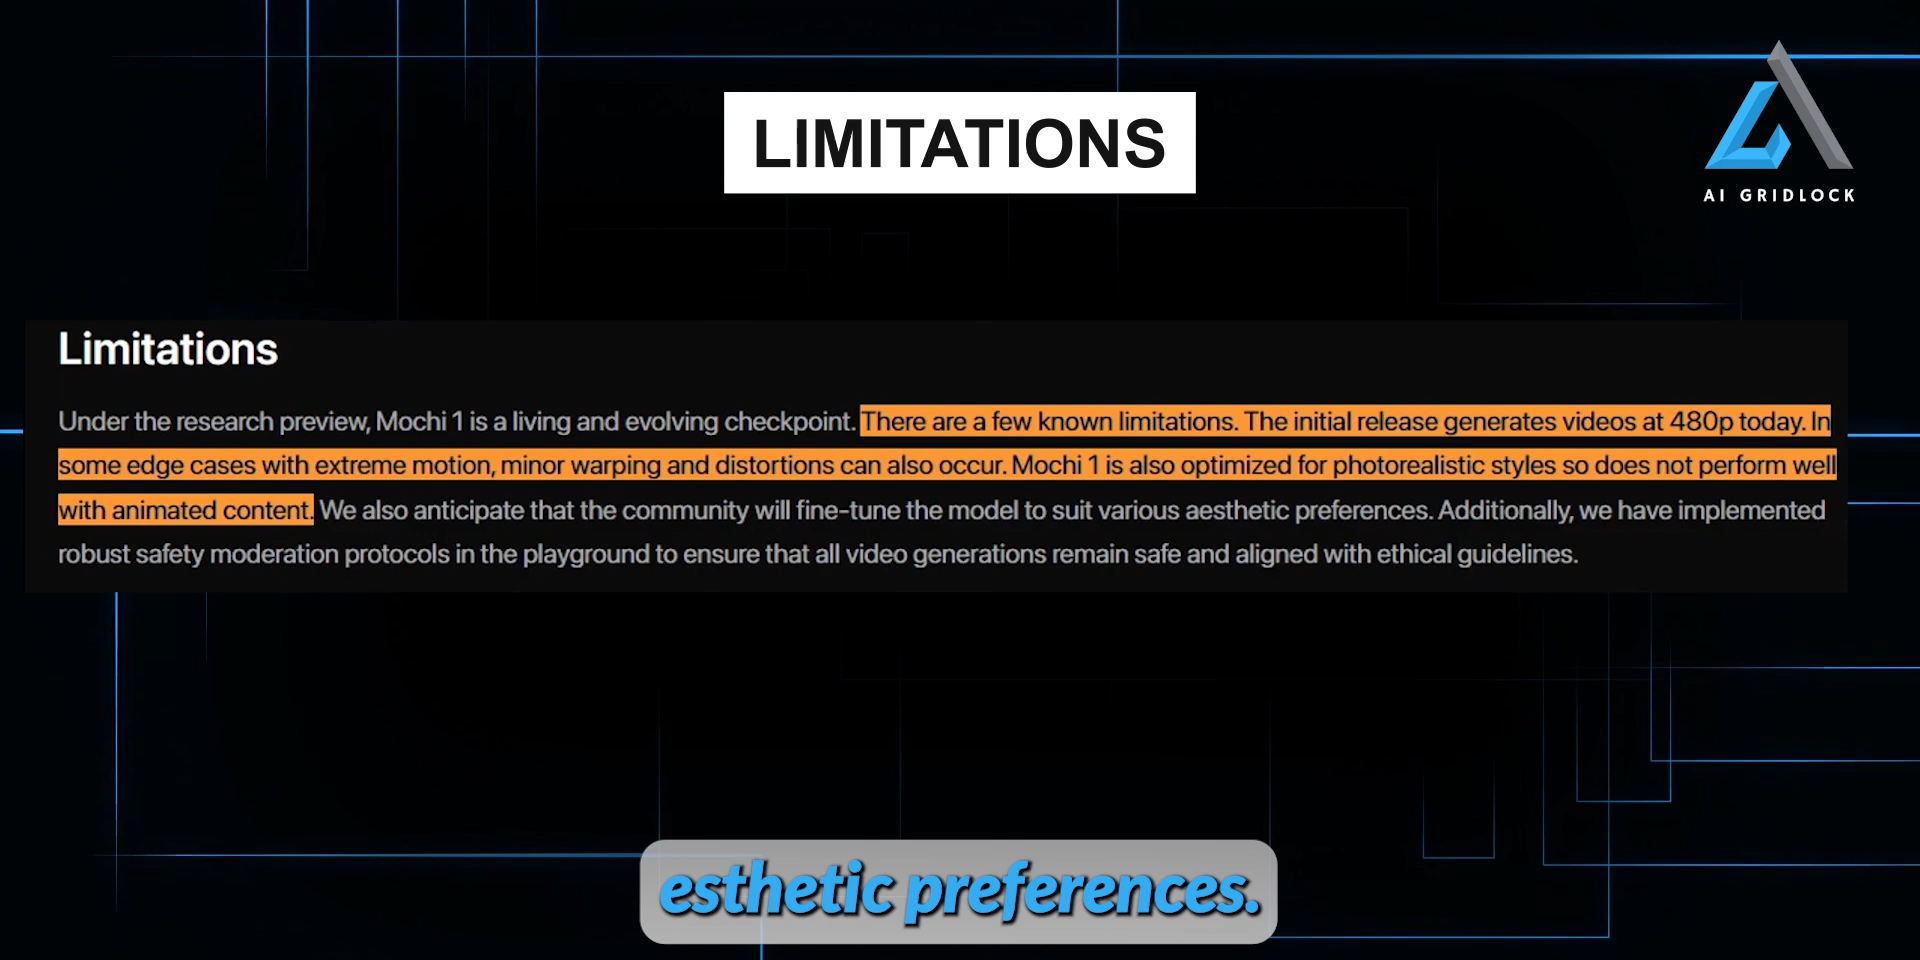 LIMITATIONS
AI GRIDLOCK
Limitations
Under the research preview, Mochi 1 is a living and evolving checkpoint. There are a few known limitations. The initial release generates videos at 480p today. In
some edge cases with extreme motion, minor warping and distortions can also occur. Mochi 1 is also optimized for photorealistic styles so does not perform well
with animated content. We also anticipate that the community will fine-tune the model to suit various aesthetic preferences. Additionally, we have implemented
robust safety moderation protocols in the playground to ensure that all video generations remain safe and aligned with ethical guidelines.
esthetic preferences.